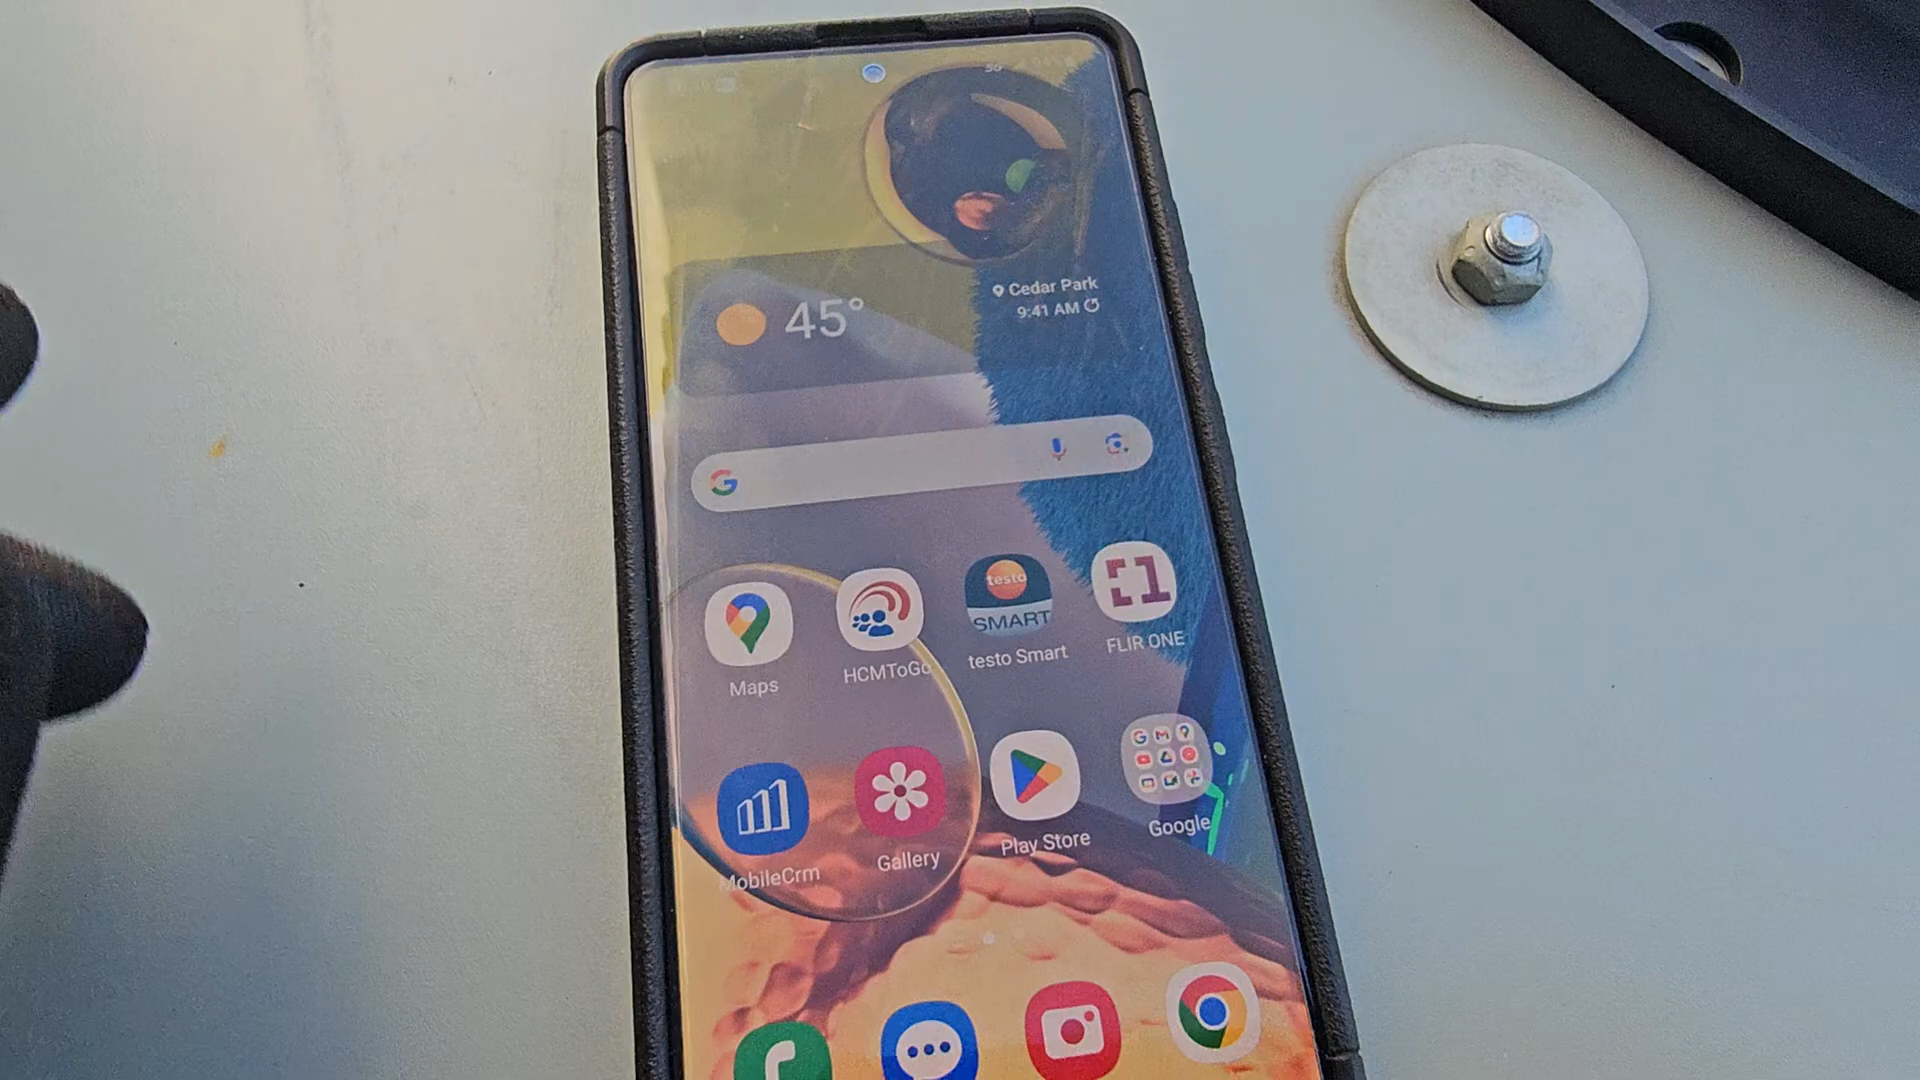 5G
45°
Cedar Park
9:41 AM
testo
SMART
Maps
HCMToGo
testo Smart
FLIR ONE
MobileCrm
Gallery
Play Store
Google